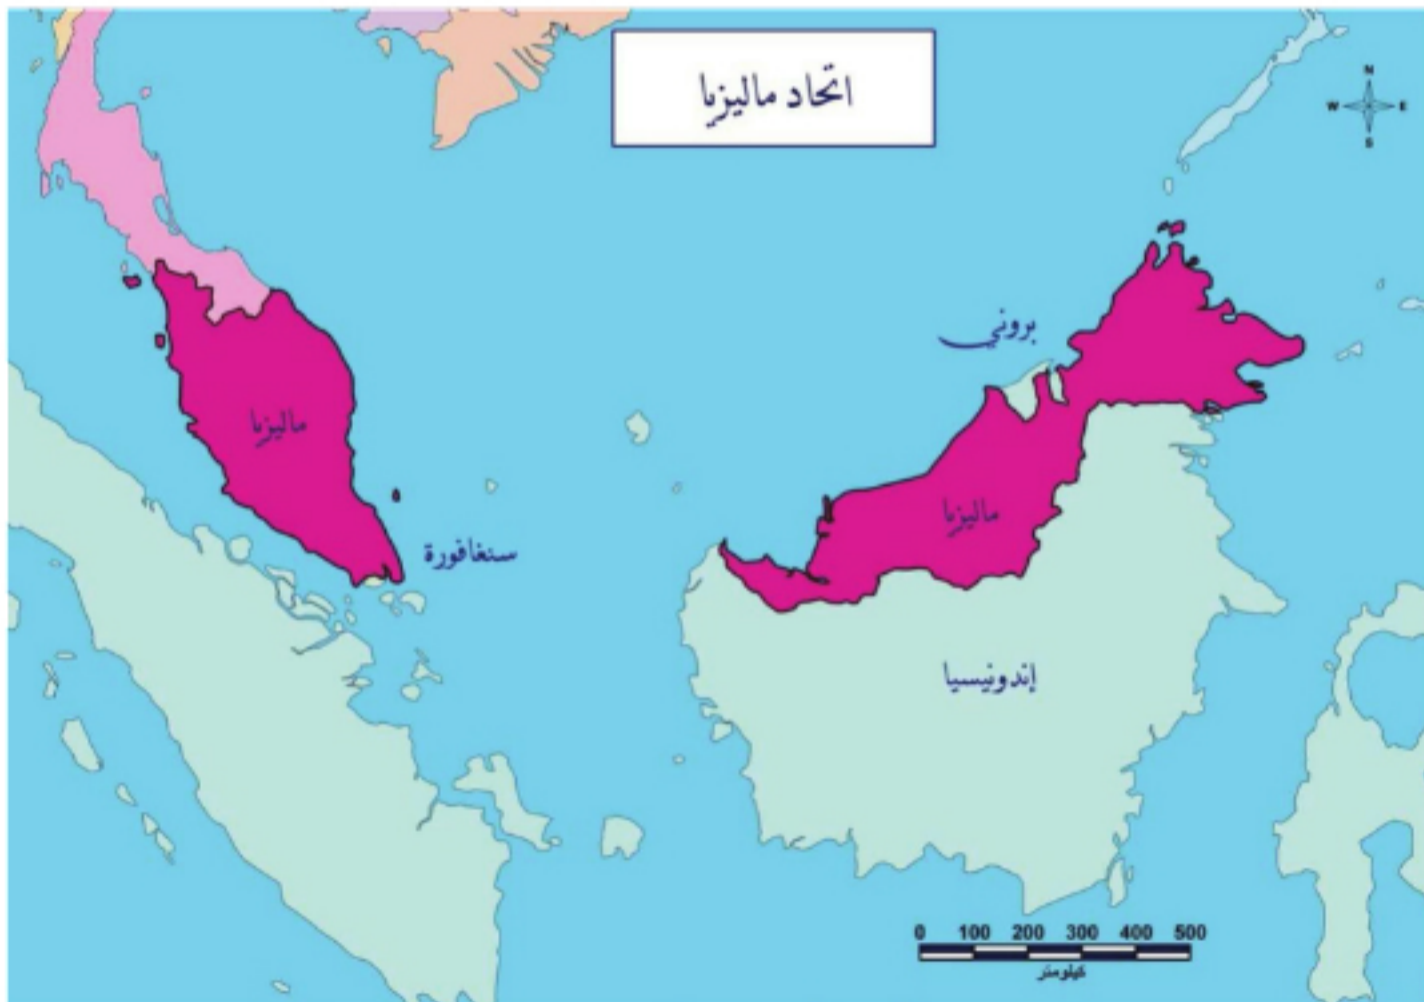 اتحاد ماليزيا
N
W E
S
بروني
ماليزيا
ماليزيا
سنغافورة
إندونيسيا
0 100 200 300 400 500
كيلومتر